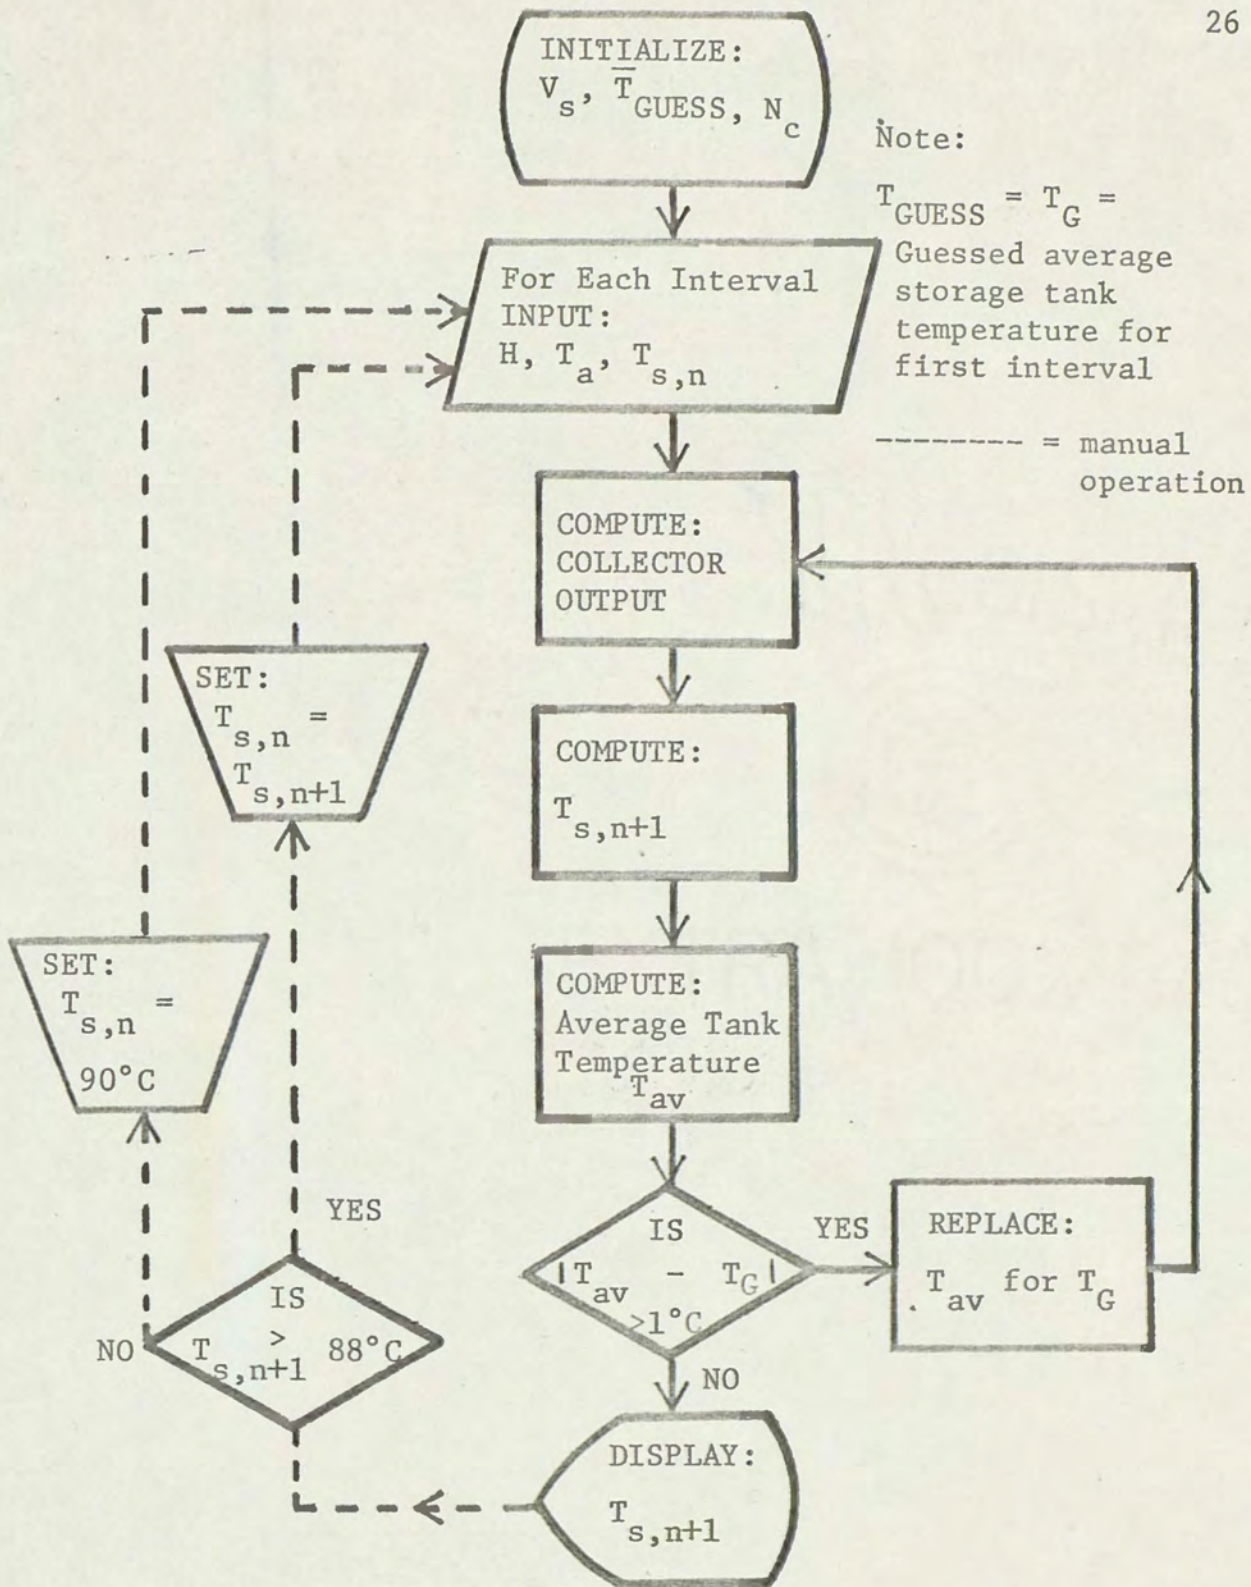 26
INITIALIZE:
V_s, T̅_GUESS, N_c
Note:
T_GUESS = T_G =
Guessed average
storage tank
temperature for
first interval
-------- = manual
operation
For Each Interval
INPUT:
H, T_a, T_s,n
COMPUTE:
COLLECTOR
OUTPUT
SET:
T_s,n =
T_s,n+1
COMPUTE:
T_s,n+1
SET:
T_s,n =
90°C
COMPUTE:
Average Tank
Temperature
T_av
YES
IS
|T_av - T_G|
>1°C
YES
REPLACE:
T_av for T_G
NO
IS
T_s,n+1 > 88°C
NO
DISPLAY:
T_s,n+1